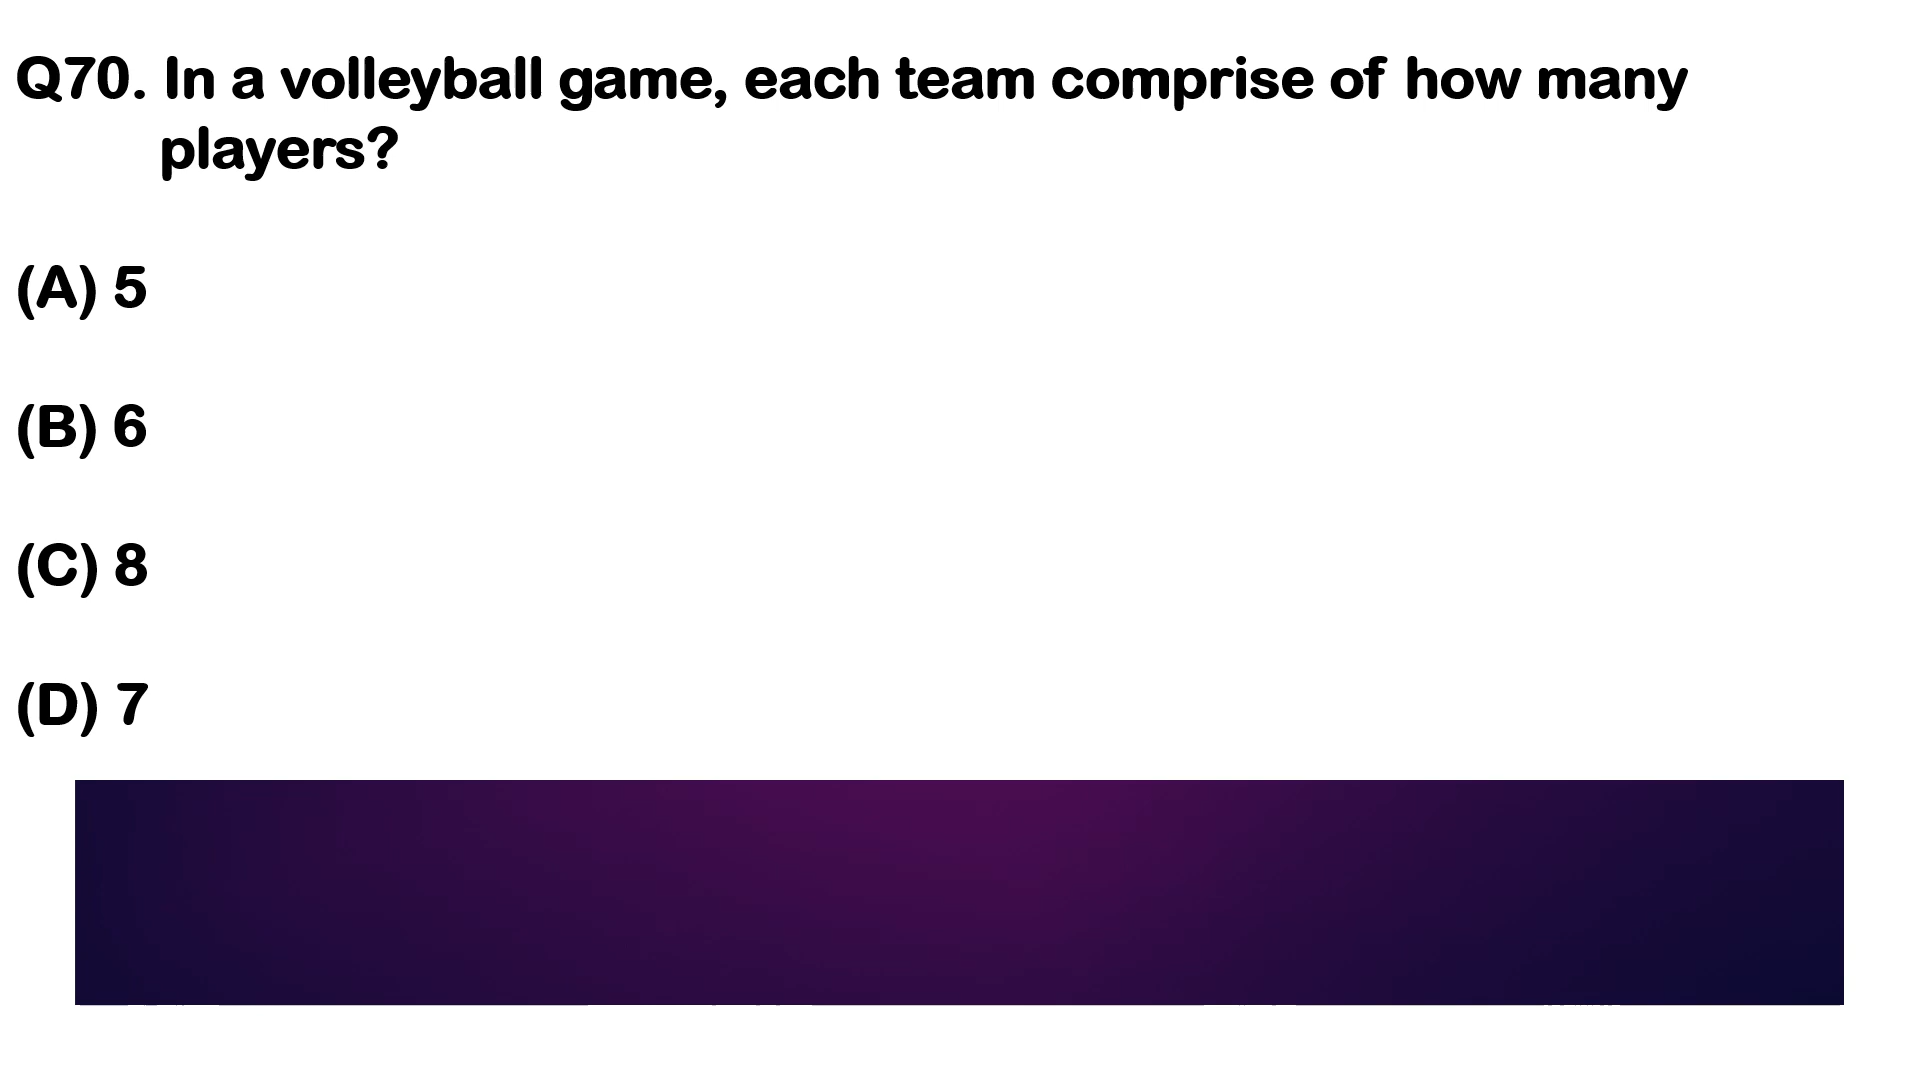 Q70. In a volleyball game, each team comprise of how many
players?
(A) 5
(B) 6
(C) 8
(D) 7